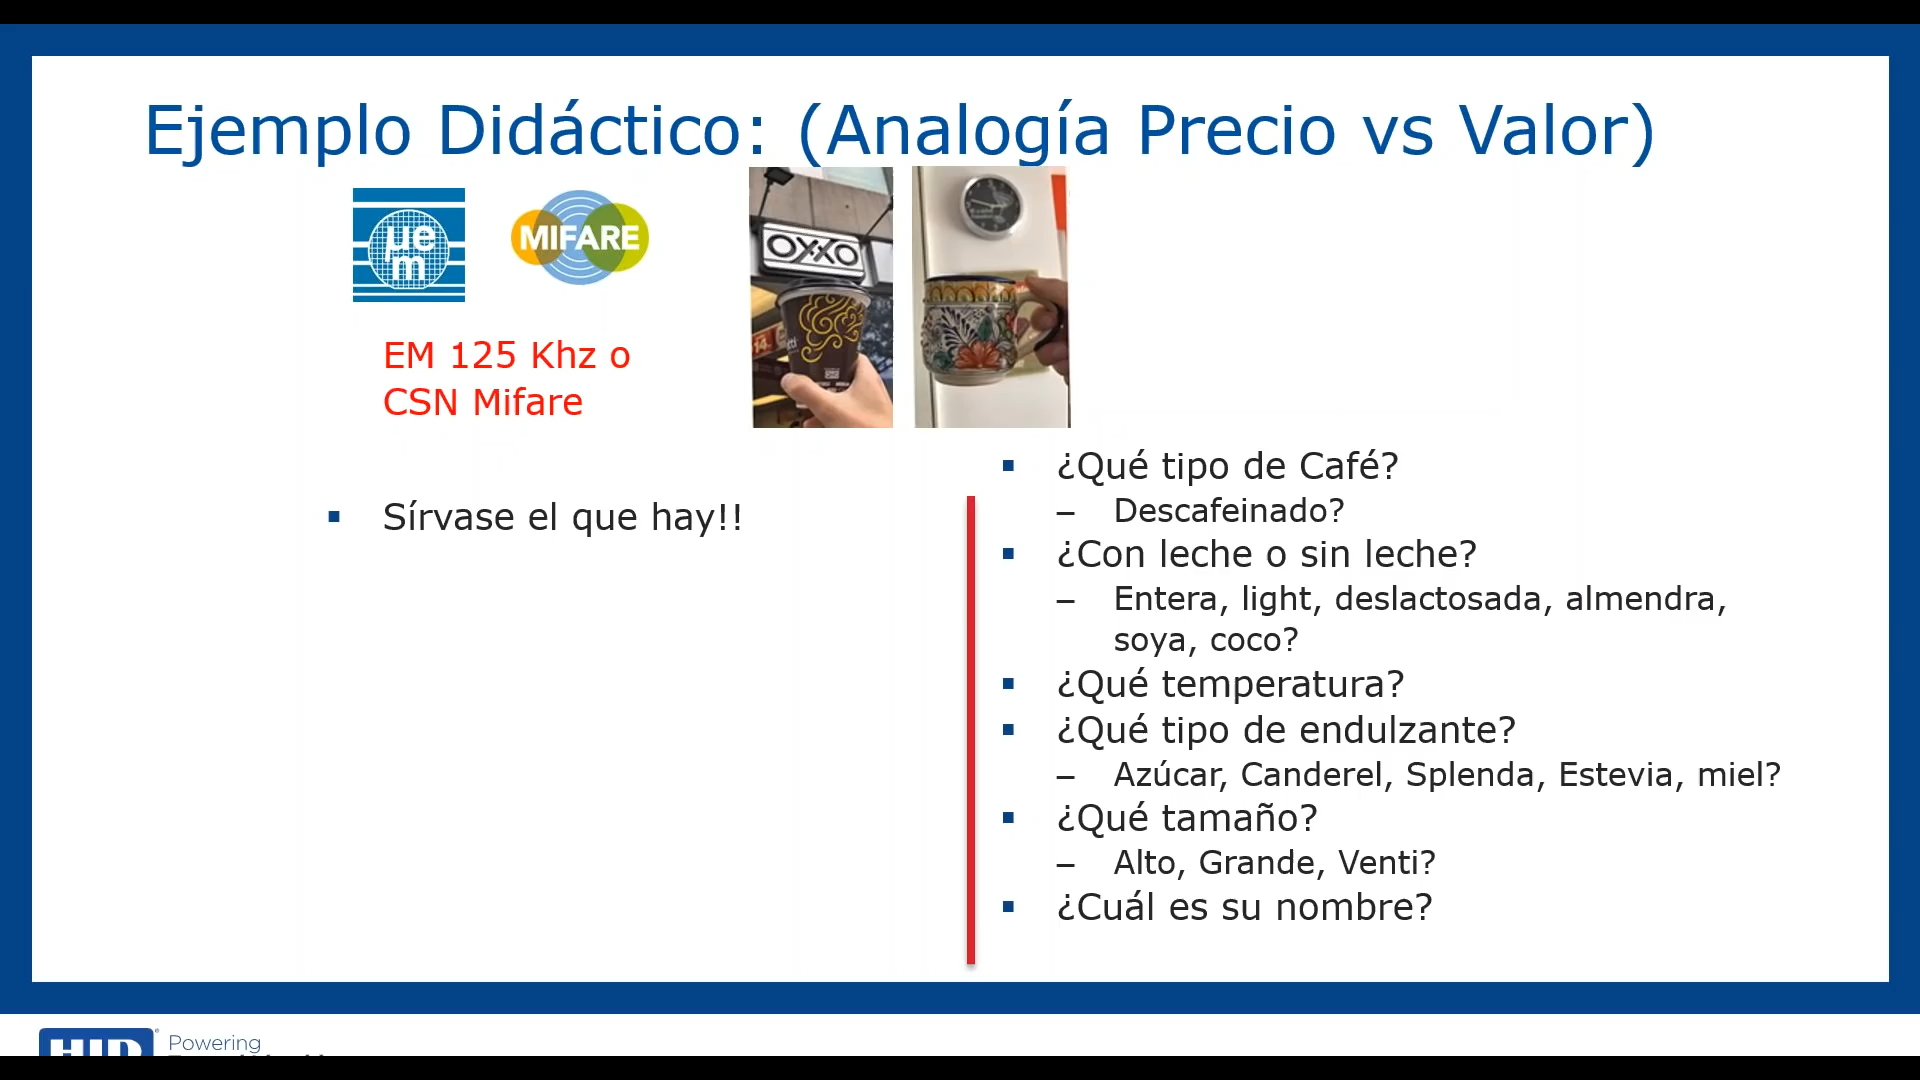 Ejemplo Didáctico: (Analogía Precio vs Valor)
μe
m
MIFARE
OXXO
EM 125 Khz o
CSN Mifare
▪ Sírvase el que hay!!
▪ ¿Qué tipo de Café?
– Descafeinado?
▪ ¿Con leche o sin leche?
– Entera, light, deslactosada, almendra,
soya, coco?
▪ ¿Qué temperatura?
▪ ¿Qué tipo de endulzante?
– Azúcar, Canderel, Splenda, Estevia, miel?
▪ ¿Qué tamaño?
– Alto, Grande, Venti?
▪ ¿Cuál es su nombre?
HID
Powering